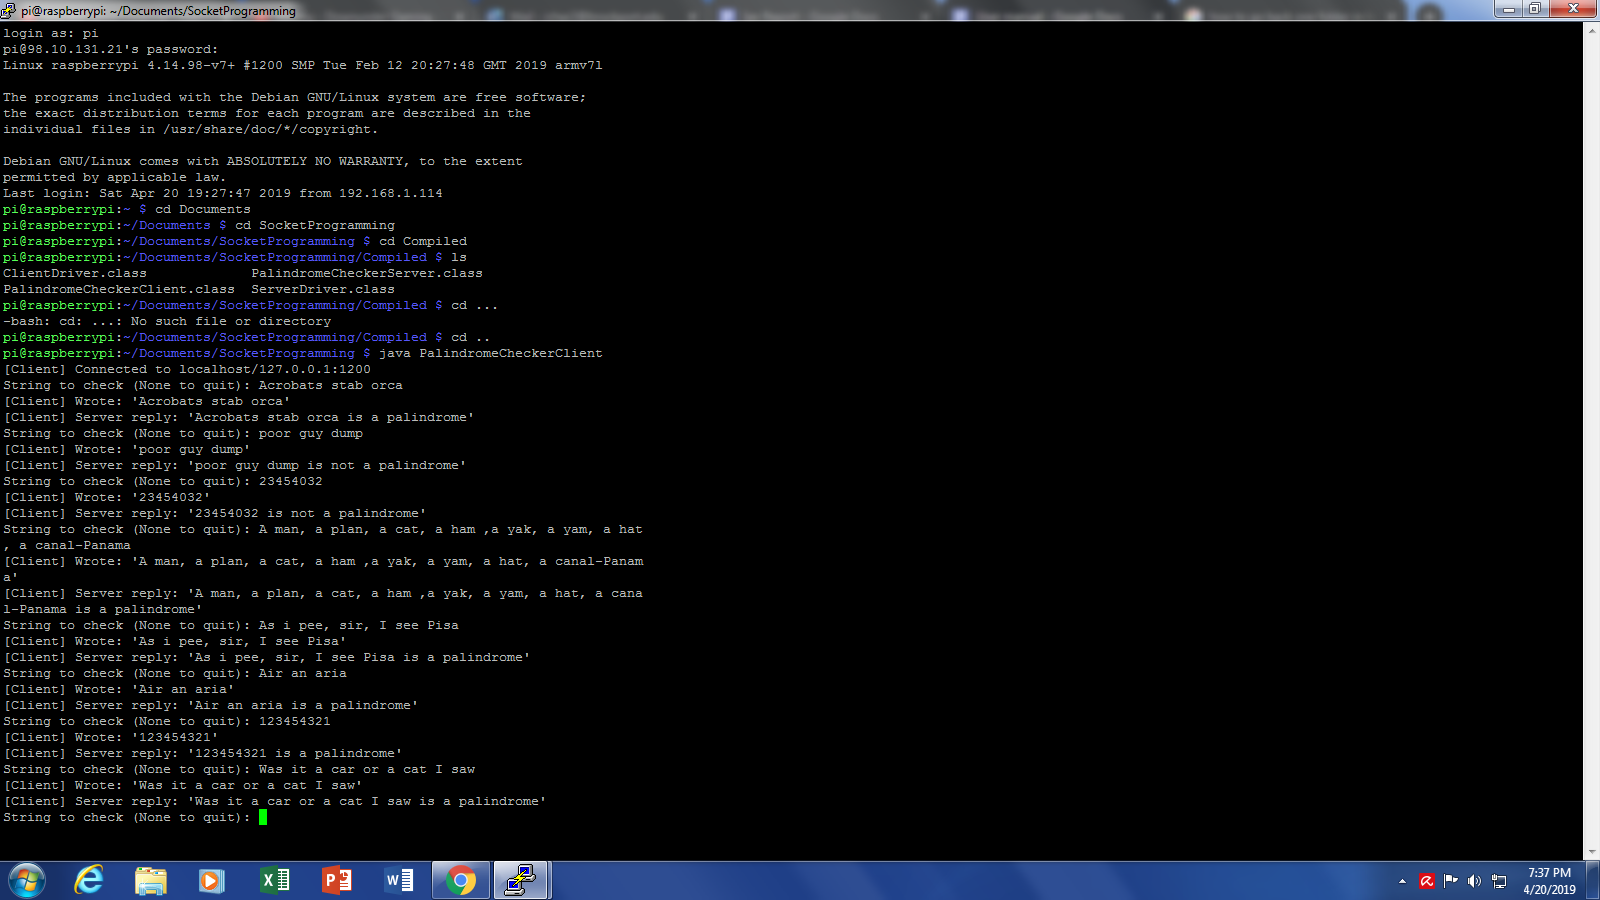 pi@raspberrypi: ~/Documents/SocketProgramming
login as: pi
pi@98.10.131.21's password:
Linux raspberrypi 4.14.98-v7+ #1200 SMP Tue Feb 12 20:27:48 GMT 2019 armv7l
The programs included with the Debian GNU/Linux system are free software;
the exact distribution terms for each program are described in the
individual files in /usr/share/doc/*/copyright.
Debian GNU/Linux comes with ABSOLUTELY NO WARRANTY, to the extent
permitted by applicable law.
Last login: Sat Apr 20 19:27:47 2019 from 192.168.1.114
pi@raspberrypi:~ $ cd Documents
pi@raspberrypi:~/Documents $ cd SocketProgramming
pi@raspberrypi:~/Documents/SocketProgramming $ cd Compiled
pi@raspberrypi:~/Documents/SocketProgramming/Compiled $ ls
ClientDriver.class             PalindromeCheckerServer.class
PalindromeCheckerClient.class  ServerDriver.class
pi@raspberrypi:~/Documents/SocketProgramming/Compiled $ cd ...
-bash: cd: ...: No such file or directory
pi@raspberrypi:~/Documents/SocketProgramming/Compiled $ cd ..
pi@raspberrypi:~/Documents/SocketProgramming $ java PalindromeCheckerClient
[Client] Connected to localhost/127.0.0.1:1200
String to check (None to quit): Acrobats stab orca
[Client] Wrote: 'Acrobats stab orca'
[Client] Server reply: 'Acrobats stab orca is a palindrome'
String to check (None to quit): poor guy dump
[Client] Wrote: 'poor guy dump'
[Client] Server reply: 'poor guy dump is not a palindrome'
String to check (None to quit): 23454032
[Client] Wrote: '23454032'
[Client] Server reply: '23454032 is not a palindrome'
String to check (None to quit): A man, a plan, a cat, a ham ,a yak, a yam, a hat
, a canal-Panama
[Client] Wrote: 'A man, a plan, a cat, a ham ,a yak, a yam, a hat, a canal-Panam
a'
[Client] Server reply: 'A man, a plan, a cat, a ham ,a yak, a yam, a hat, a cana
l-Panama is a palindrome'
String to check (None to quit): As i pee, sir, I see Pisa
[Client] Wrote: 'As i pee, sir, I see Pisa'
[Client] Server reply: 'As i pee, sir, I see Pisa is a palindrome'
String to check (None to quit): Air an aria
[Client] Wrote: 'Air an aria'
[Client] Server reply: 'Air an aria is a palindrome'
String to check (None to quit): 123454321
[Client] Wrote: '123454321'
[Client] Server reply: '123454321 is a palindrome'
String to check (None to quit): Was it a car or a cat I saw
[Client] Wrote: 'Was it a car or a cat I saw'
[Client] Server reply: 'Was it a car or a cat I saw is a palindrome'
String to check (None to quit):
7:37 PM
4/20/2019